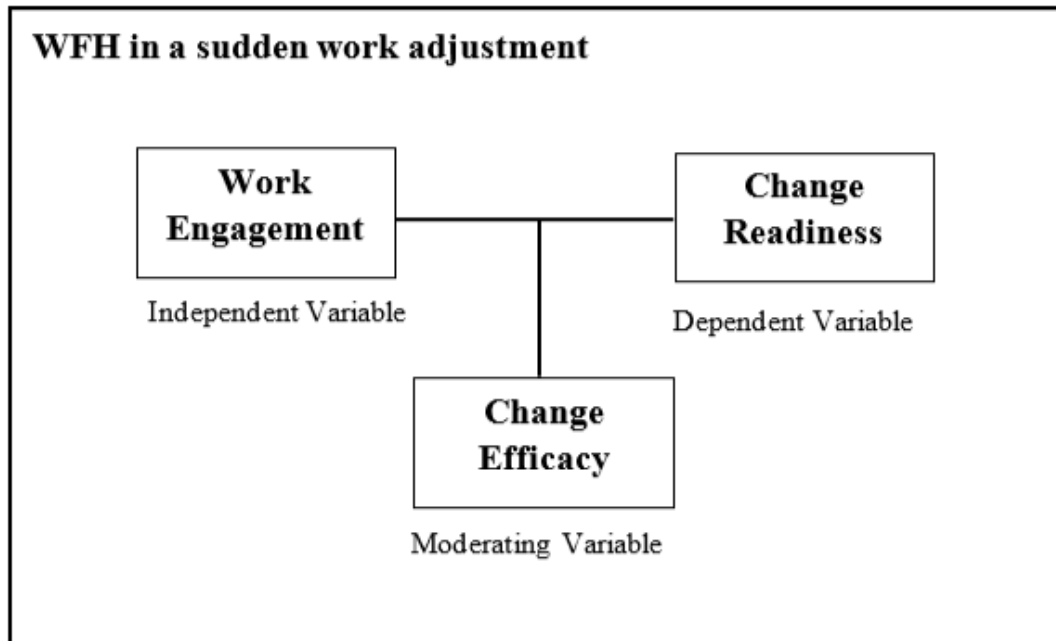 WFH in a sudden work adjustment
Work
Engagement
Independent Variable
Change
Readiness
Dependent Variable
Change
Efficacy
Moderating Variable